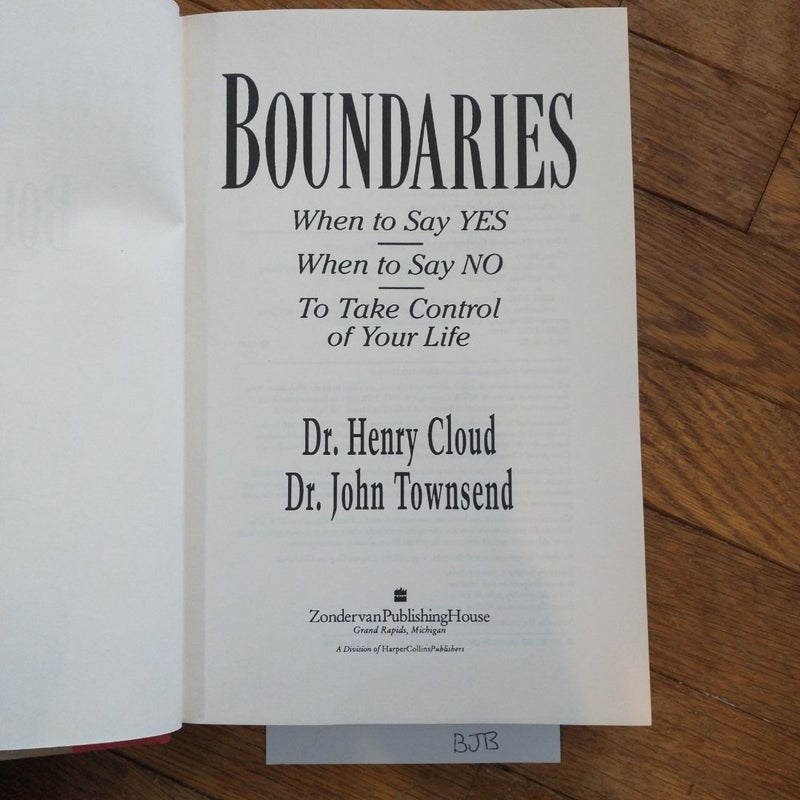 BOUNDARIES
When to Say YES
When to Say NO
To Take Control
of Your Life
Dr. Henry Cloud
Dr. John Townsend
ZondervanPublishingHouse
Grand Rapids, Michigan
A Division of HarperCollinsPublishers
BJB